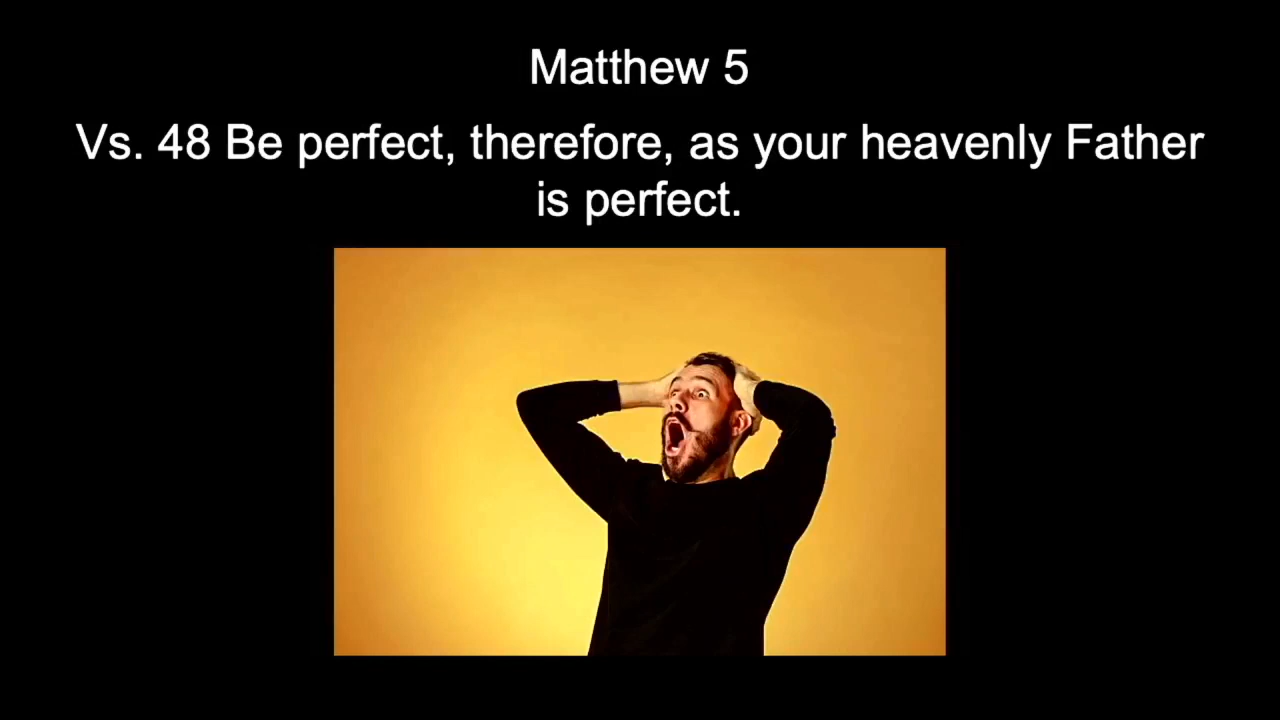 Matthew 5
Vs. 48 Be perfect, therefore, as your heavenly Father
is perfect.